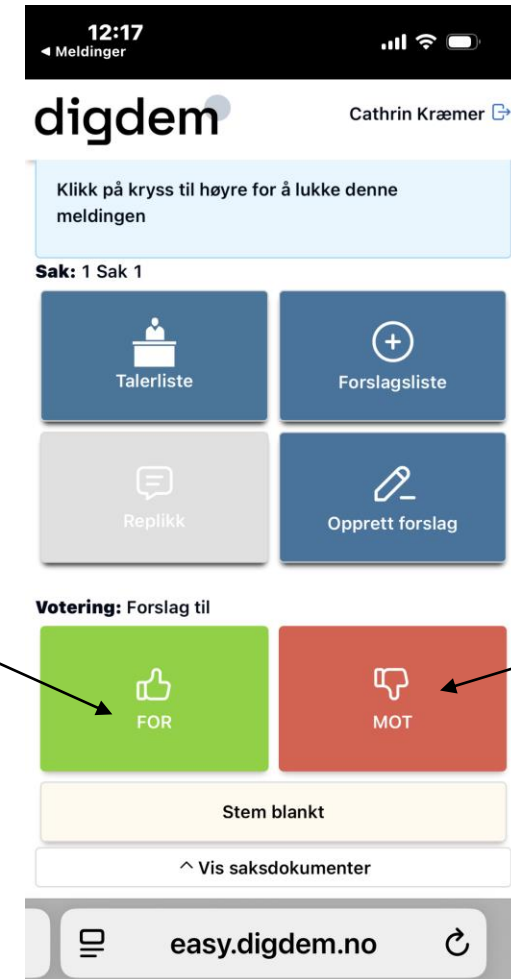 12:17
◀ Meldinger
digdem
Cathrin Kræmer
Klikk på kryss til høyre for å lukke denne
meldingen
Sak: 1 Sak 1
Talerliste
Forslagsliste
Replikk
Opprett forslag
Votering: Forslag til
FOR
MOT
Stem blankt
^ Vis saksdokumenter
easy.digdem.no